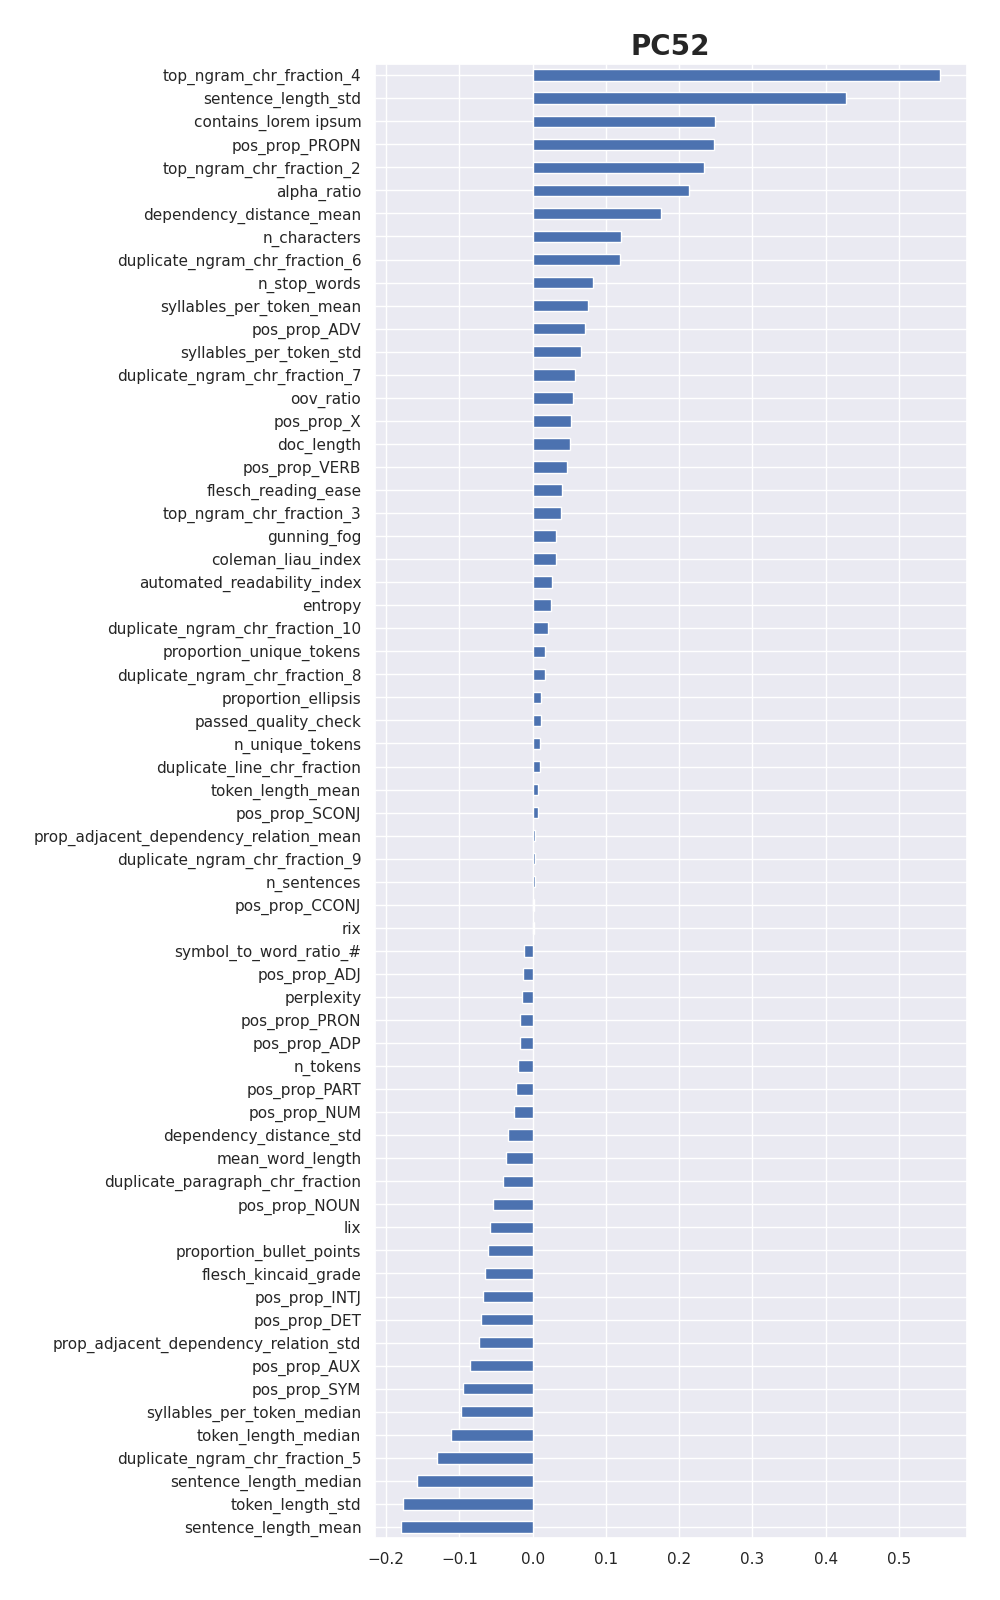 PC52
top_ngram_chr_fraction_4
sentence_length_std
contains_lorem ipsum
pos_prop_PROPN
top_ngram_chr_fraction_2
alpha_ratio
dependency_distance_mean
n_characters
duplicate_ngram_chr_fraction_6
n_stop_words
syllables_per_token_mean
pos_prop_ADV
syllables_per_token_std
duplicate_ngram_chr_fraction_7
oov_ratio
pos_prop_X
doc_length
pos_prop_VERB
flesch_reading_ease
top_ngram_chr_fraction_3
gunning_fog
coleman_liau_index
automated_readability_index
entropy
duplicate_ngram_chr_fraction_10
proportion_unique_tokens
duplicate_ngram_chr_fraction_8
proportion_ellipsis
passed_quality_check
n_unique_tokens
duplicate_line_chr_fraction
token_length_mean
pos_prop_SCONJ
prop_adjacent_dependency_relation_mean
duplicate_ngram_chr_fraction_9
n_sentences
pos_prop_CCONJ
rix
symbol_to_word_ratio_#
pos_prop_ADJ
perplexity
pos_prop_PRON
pos_prop_ADP
n_tokens
pos_prop_PART
pos_prop_NUM
dependency_distance_std
mean_word_length
duplicate_paragraph_chr_fraction
pos_prop_NOUN
lix
proportion_bullet_points
flesch_kincaid_grade
pos_prop_INTJ
pos_prop_DET
prop_adjacent_dependency_relation_std
pos_prop_AUX
pos_prop_SYM
syllables_per_token_median
token_length_median
duplicate_ngram_chr_fraction_5
sentence_length_median
token_length_std
sentence_length_mean
−0.2 −0.1 0.0 0.1 0.2 0.3 0.4 0.5